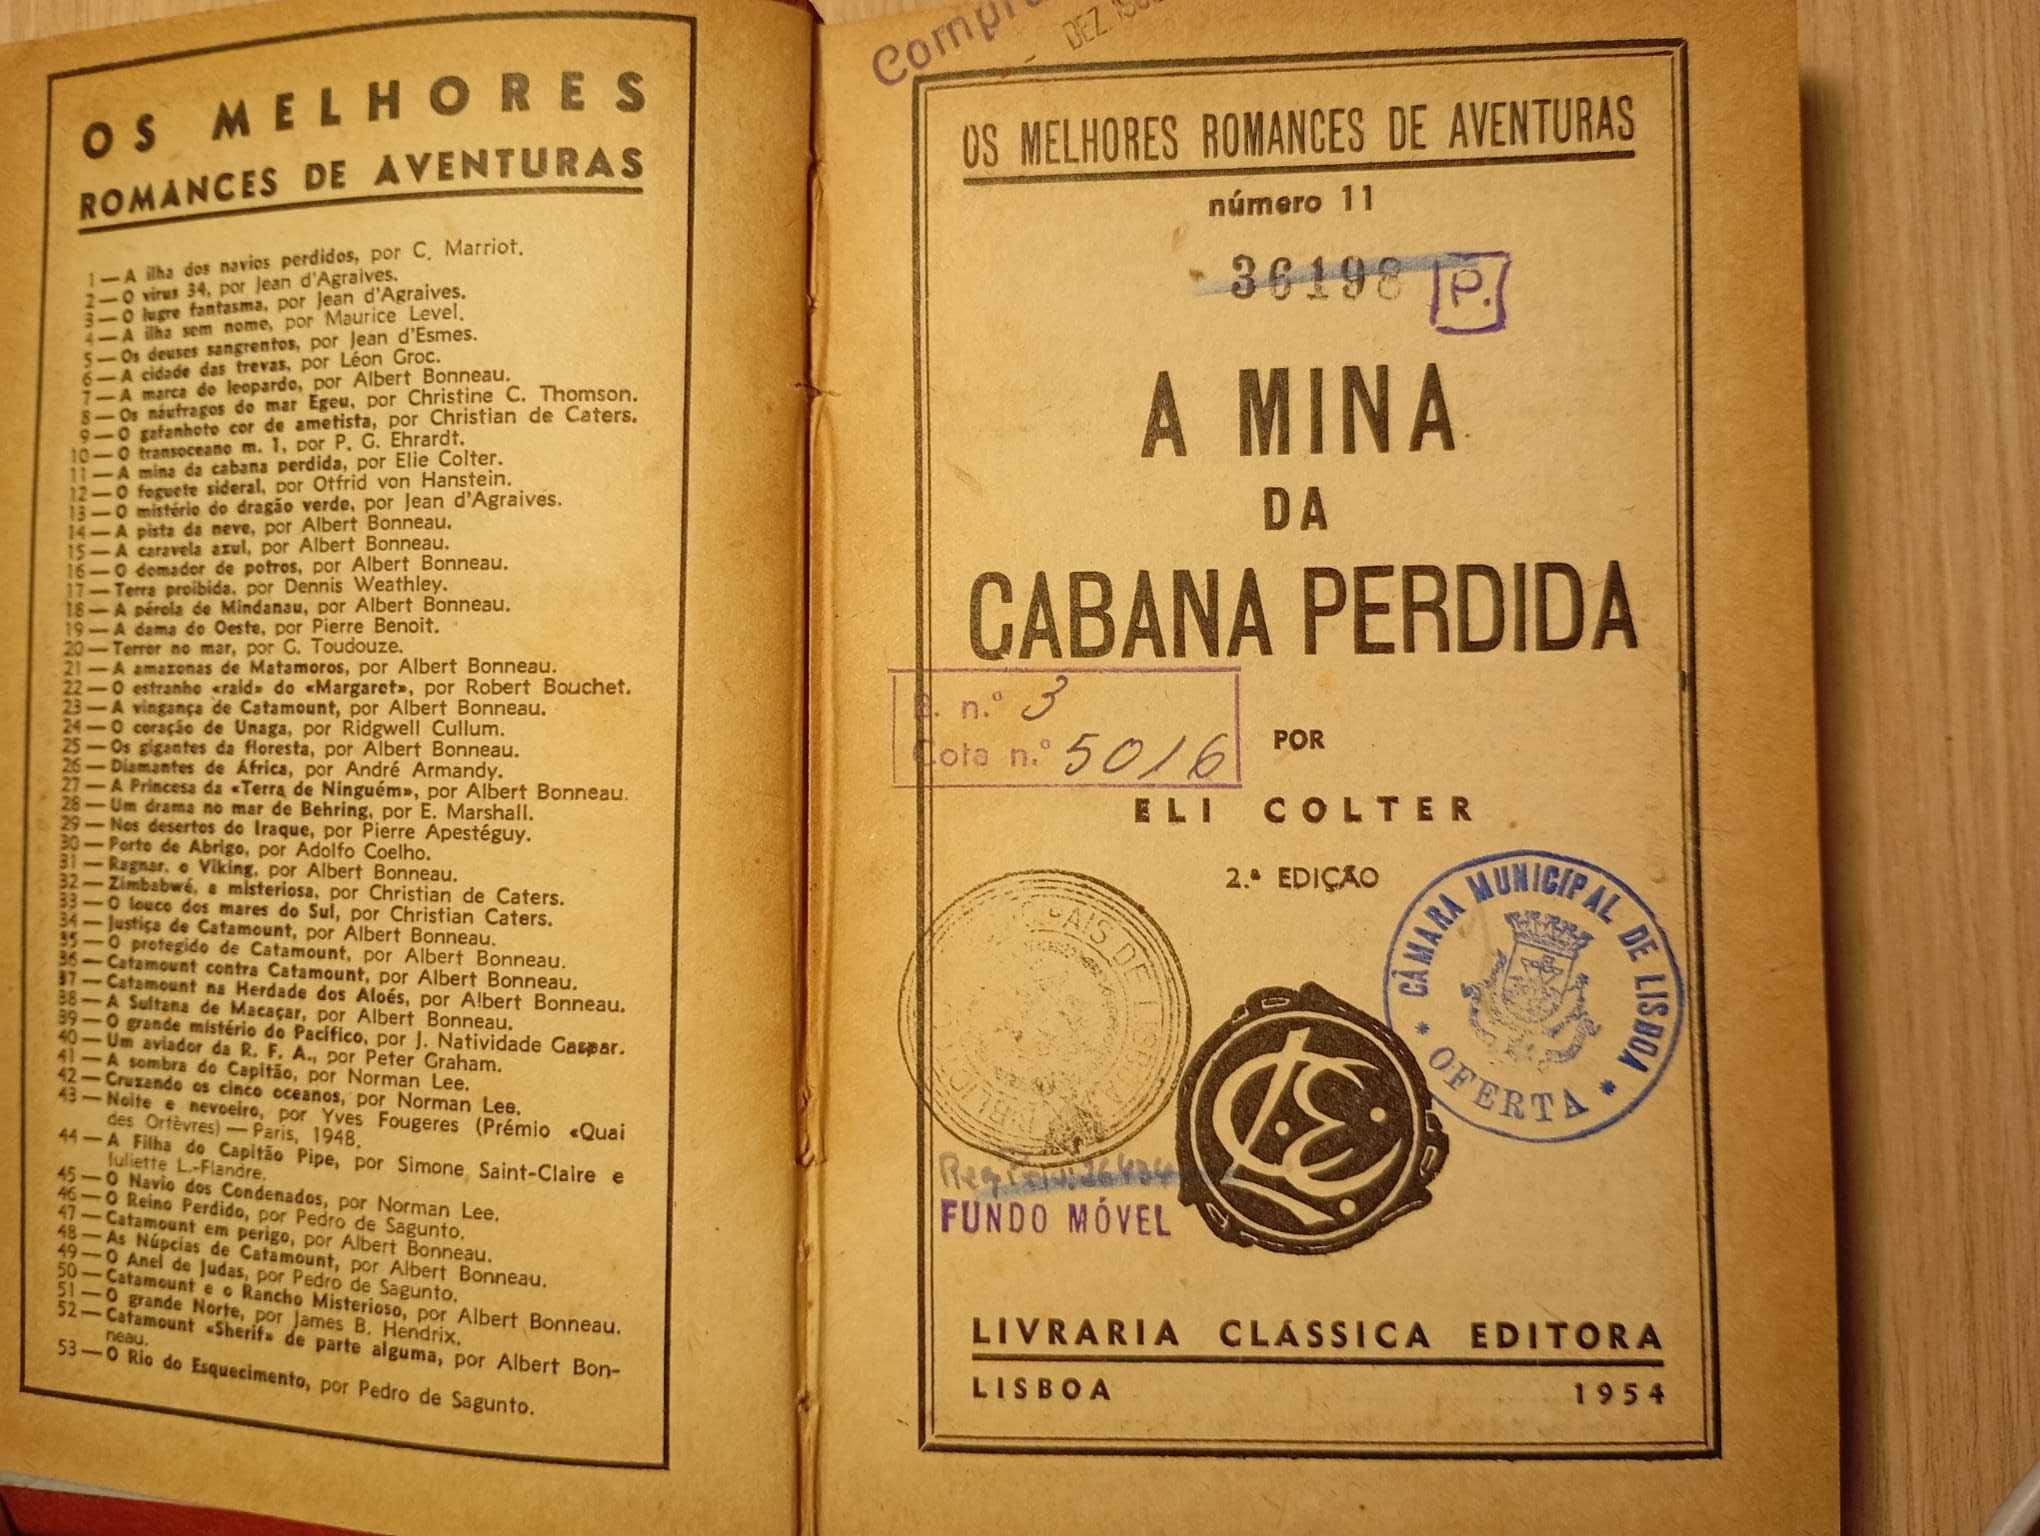 OS MELHORES
ROMANCES DE AVENTURAS
1 — A ilha dos navios perdidos, por C. Marriot.
2 — O virus 34, por Jean d'Agraives.
3 — O lugre fantasma, por Jean d'Agraives.
4 — A ilha sem nome, por Maurice Level.
5 — Os deuses sangrentos, por Jean d'Esmes.
6 — A cidade das trevas, por Léon Groc.
7 — A marca do leopardo, por Albert Bonneau.
8 — Os náufragos do mar Egeu, por Christine C. Thomson.
9 — O gafanhoto cor de ametista, por Christian de Caters.
10 — O transoceano m. 1, por P. G. Ehrardt.
11 — A mina da cabana perdida, por Elie Colter.
12 — O foguete sideral, por Otfrid von Hanstein.
13 — O mistério do dragão verde, por Jean d'Agraives.
14 — A pista da neve, por Albert Bonneau.
15 — A caravela azul, por Albert Bonneau.
16 — O domador de potros, por Albert Bonneau.
17 — Terra proibida, por Dennis Weathley.
18 — A pérola de Mindanau, por Albert Bonneau.
19 — A dama do Oeste, por Pierre Benoit.
20 — Terror no mar, por G. Toudouze.
21 — A amazonas de Matamoros, por Albert Bonneau.
22 — O estranho «raid» do «Margaret», por Robert Bouchet.
23 — A vingança de Catamount, por Albert Bonneau.
24 — O coração de Unaga, por Ridgwell Cullum.
25 — Os gigantes da floresta, por Albert Bonneau.
26 — Diamantes de África, por André Armandy.
27 — A Princesa da «Terra de Ninguém», por Albert Bonneau.
28 — Um drama no mar de Behring, por E. Marshall.
29 — Nos desertos do Iraque, por Pierre Apestéguy.
30 — Porto de Abrigo, por Adolfo Coelho.
31 — Ragnar, o Viking, por Albert Bonneau.
32 — Zimbabwé, a misteriosa, por Christian de Caters.
33 — O louco dos mares do Sul, por Christian Caters.
34 — Justiça de Catamount, por Albert Bonneau.
35 — O protegido de Catamount, por Albert Bonneau.
36 — Catamount contra Catamount, por Albert Bonneau.
37 — Catamount na Herdade dos Aloés, por Albert Bonneau.
38 — A Sultana de Macaçar, por Albert Bonneau.
39 — O grande mistério do Pacífico, por J. Natividade Gaspar.
40 — Um aviador da R. F. A., por Peter Graham.
41 — A sombra do Capitão, por Norman Lee.
42 — Cruzando os cinco oceanos, por Norman Lee.
43 — Noite e nevoeiro, por Yves Fougeres (Prémio «Quai
des Orfèvres) — Paris, 1948.
44 — A Filha do Capitão Pipe, por Simone Saint-Claire e
Juliette L.-Flandre.
45 — O Navio dos Condenados, por Norman Lee.
46 — O Reino Perdido, por Pedro de Sagunto.
47 — Catamount em perigo, por Albert Bonneau.
48 — As Núpcias de Catamount, por Albert Bonneau.
49 — O Anel de Judas, por Pedro de Sagunto.
50 — Catamount e o Rancho Misterioso, por Albert Bonneau.
51 — O grande Norte, por James B. Hendrix.
52 — Catamount «Sherif» de parte alguma, por Albert Bon-
neau.
53 — O Rio do Esquecimento, por Pedro de Sagunto.
DEZ
OS MELHORES ROMANCES DE AVENTURAS
número 11
36198 P.
A MINA
DA
CABANA PERDIDA
B. n.º 3
Cota n.º 5016
POR
ELI COLTER
2.ª EDIÇÃO
CÂMARA MUNICIPAL DE LISBOA
* OFERTA *
FUNDO MÓVEL
LIVRARIA CLÁSSICA EDITORA
LISBOA 1954